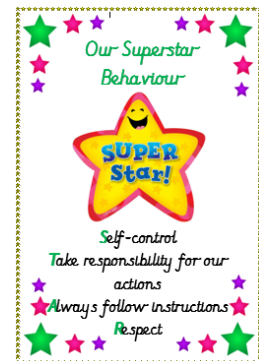 Our Superstar
Behaviour
SUPER
Star!
Self-control
Take responsibility for our
actions
Always follow instructions
Respect